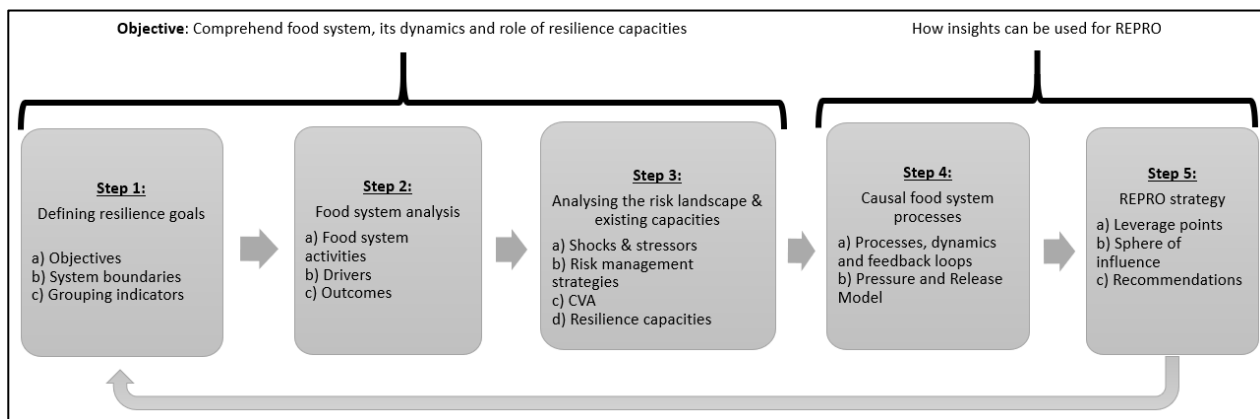 Objective: Comprehend food system, its dynamics and role of resilience capacities
How insights can be used for REPRO
Step 1:
Defining resilience goals
a) Objectives
b) System boundaries
c) Grouping indicators
Step 2:
Food system analysis
a) Food system
activities
b) Drivers
c) Outcomes
Step 3:
Analysing the risk landscape &
existing capacities
a) Shocks & stressors
b) Risk management
strategies
c) CVA
d) Resilience capacities
Step 4:
Causal food system
processes
a) Processes, dynamics
and feedback loops
b) Pressure and Release
Model
Step 5:
REPRO strategy
a) Leverage points
b) Sphere of
influence
c) Recommendations